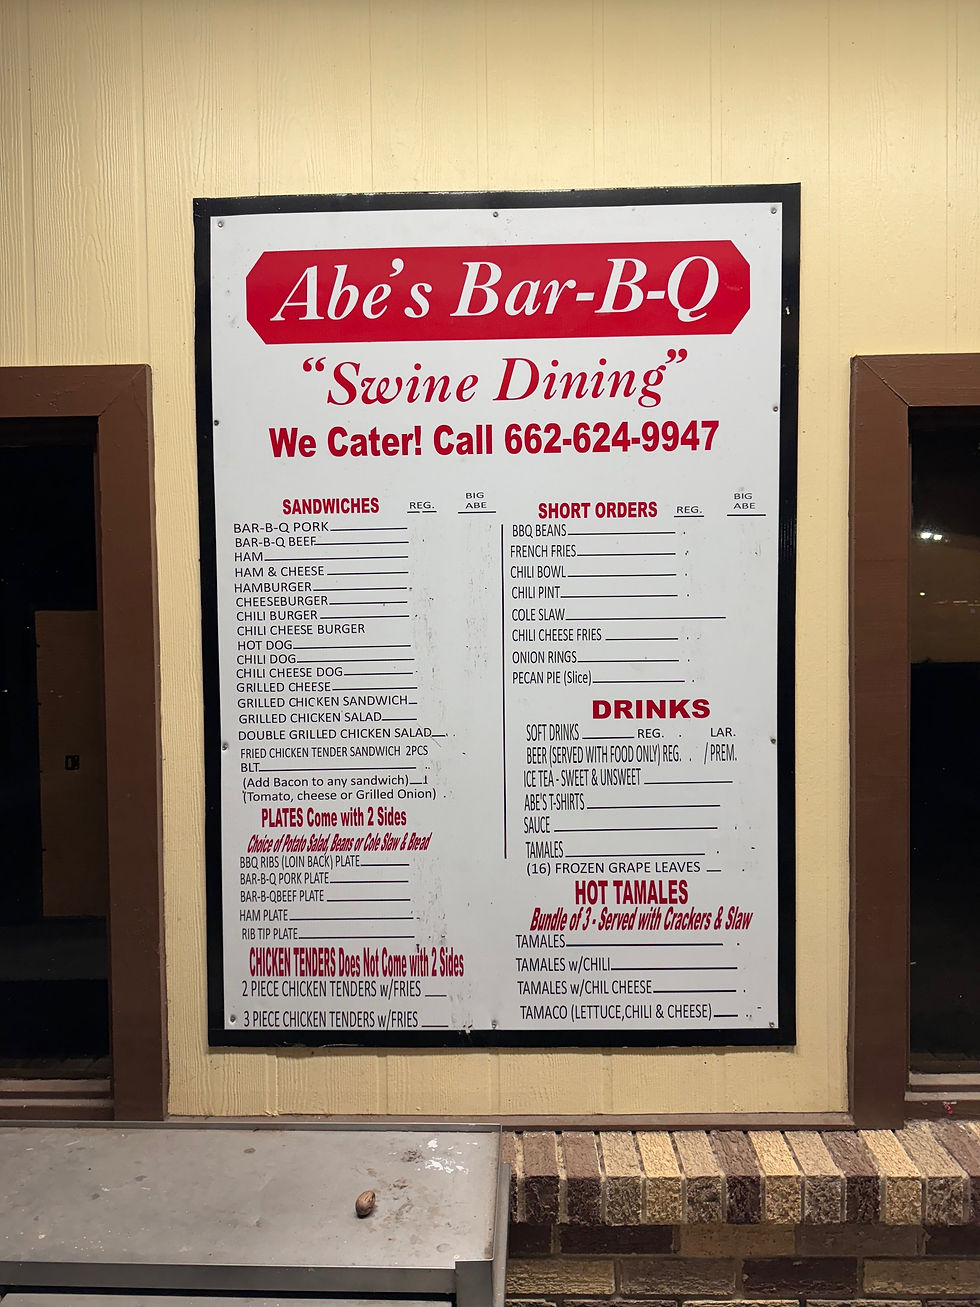 Abe's Bar-B-Q
"Swine Dining"
We Cater! Call 662-624-9947
SANDWICHES REG. BIG ABE
BAR-B-Q PORK
BAR-B-Q BEEF
HAM
HAM & CHEESE
HAMBURGER
CHEESEBURGER
CHILI BURGER
CHILI CHEESE BURGER
HOT DOG
CHILI DOG
CHILI CHEESE DOG
GRILLED CHEESE
GRILLED CHICKEN SANDWICH
GRILLED CHICKEN SALAD
DOUBLE GRILLED CHICKEN SALAD
FRIED CHICKEN TENDER SANDWICH 2PCS
BLT
(Add Bacon to any sandwich)
(Tomato, cheese or Grilled Onion)
PLATES Come with 2 Sides
Choice of Potato Salad, Beans or Cole Slaw & Bread
BBQ RIBS (LOIN BACK) PLATE
BAR-B-Q PORK PLATE
BAR-B-QBEEF PLATE
HAM PLATE
RIB TIP PLATE
CHICKEN TENDERS Does Not Come with 2 Sides
2 PIECE CHICKEN TENDERS w/FRIES
3 PIECE CHICKEN TENDERS w/FRIES
SHORT ORDERS REG. BIG ABE
BBQ BEANS
FRENCH FRIES
CHILI BOWL
CHILI PINT
COLE SLAW
CHILI CHEESE FRIES
ONION RINGS
PECAN PIE (Slice)
DRINKS
SOFT DRINKS REG. LAR.
BEER (SERVED WITH FOOD ONLY) REG. / PREM.
ICE TEA - SWEET & UNSWEET
ABE'S T-SHIRTS
SAUCE
TAMALES
(16) FROZEN GRAPE LEAVES
HOT TAMALES
Bundle of 3 - Served with Crackers & Slaw
TAMALES
TAMALES w/CHILI
TAMALES w/CHIL CHEESE
TAMACO (LETTUCE,CHILI & CHEESE)